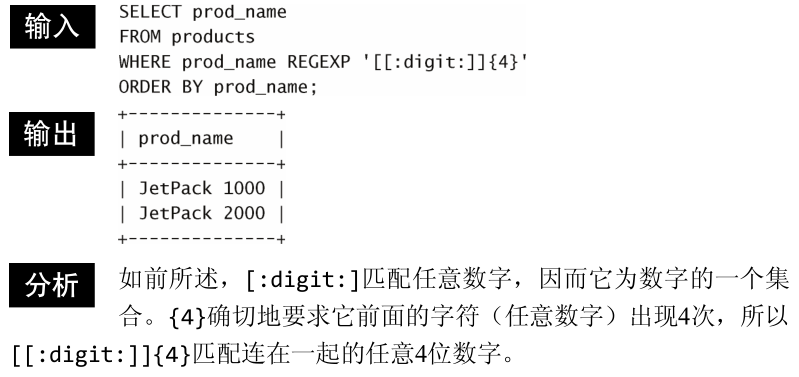 输入
SELECT prod_name
FROM products
WHERE prod_name REGEXP '[[:digit:]]{4}'
ORDER BY prod_name;
输出
+--------------+
| prod_name    |
+--------------+
| JetPack 1000 |
| JetPack 2000 |
+--------------+
分析 如前所述，[:digit:]匹配任意数字，因而它为数字的一个集
合。{4}确切地要求它前面的字符（任意数字）出现4次，所以
[[:digit:]]{4}匹配连在一起的任意4位数字。